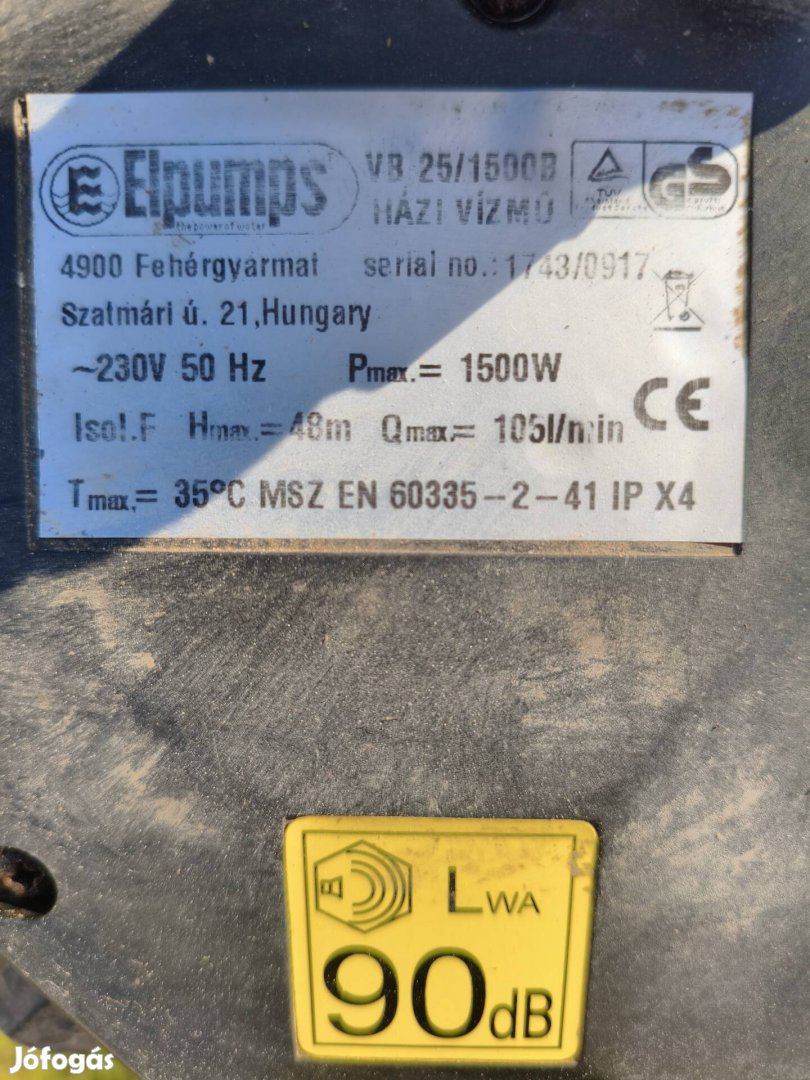 Elpumps
the power of water
VB 25/1500B
HÁZI VÍZMŰ
TÜV
GS
4900 Fehérgyarmat serial no.: 1743/0917
Szatmári ú. 21, Hungary
~230V 50 Hz Pmax.= 1500W
Isol.F Hmax.= 48m Qmax.= 105l/min CE
Tmax.= 35°C MSZ EN 60335-2-41 IP X4
LWA
90dB
Jófogás